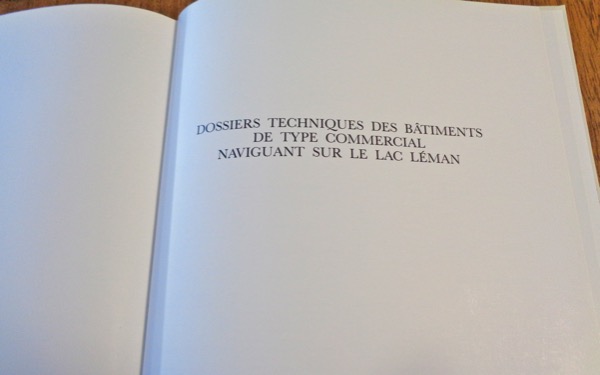 DOSSIERS TECHNIQUES DES BÂTIMENTS
DE TYPE COMMERCIAL
NAVIGUANT SUR LE LAC LÉMAN